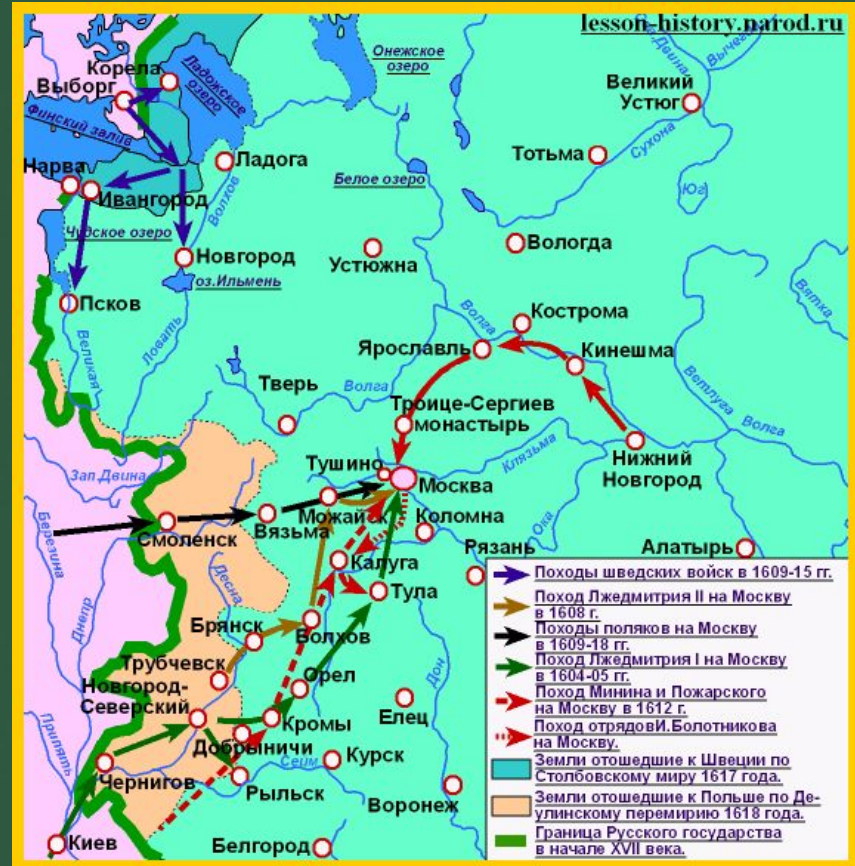 lesson-history.narod.ru
Онежское
озеро
Сев.Двина
Вычегда
Корела
Выборг
Ладожское
озеро
Финский залив
Великий
Устюг
Тотьма
Сухона
Юг
Ладога
Нарва
Ивангород
Волхов
Белое озеро
Чудское озеро
Новгород
оз.Ильмень
Устюжна
Вологда
Псков
Великая
Ловать
Кострома
Волга
Вятка
Ярославль
Кинешма
Тверь
Волга
Ветлуга
Волга
Троице-Сергиев
монастырь
Зап.Двина
Клязьма
Нижний
Новгород
Тушино
Москва
Можайск
Вязьма
Смоленск
Коломна
Ока
Березина
Калуга
Рязань
Алатырь
Днепр
Десна
Тула
Брянск
Болхов
Трубчевск
Новгород-
Северский
Орел
Дон
Елец
Кромы
Добрыничи
Припять
Чернигов
Сейм
Курск
Рыльск
Воронеж
Киев
Белгород
Походы шведских войск в 1609-15 гг.
Поход Лжедмитрия II на Москву
в 1608 г.
Походы поляков на Москву
в 1609-18 гг.
Поход Лжедмитрия I на Москву
в 1604-05 гг.
Поход Минина и Пожарского
на Москву в 1612 г.
Поход отрядовИ.Болотникова
на Москву.
Земли отошедшие к Швеции по
Столбовскому миру 1617 года.
Земли отошедшие к Польше по Де-
улинскому перемирию 1618 года.
Граница Русского государства
в начале XVII века.